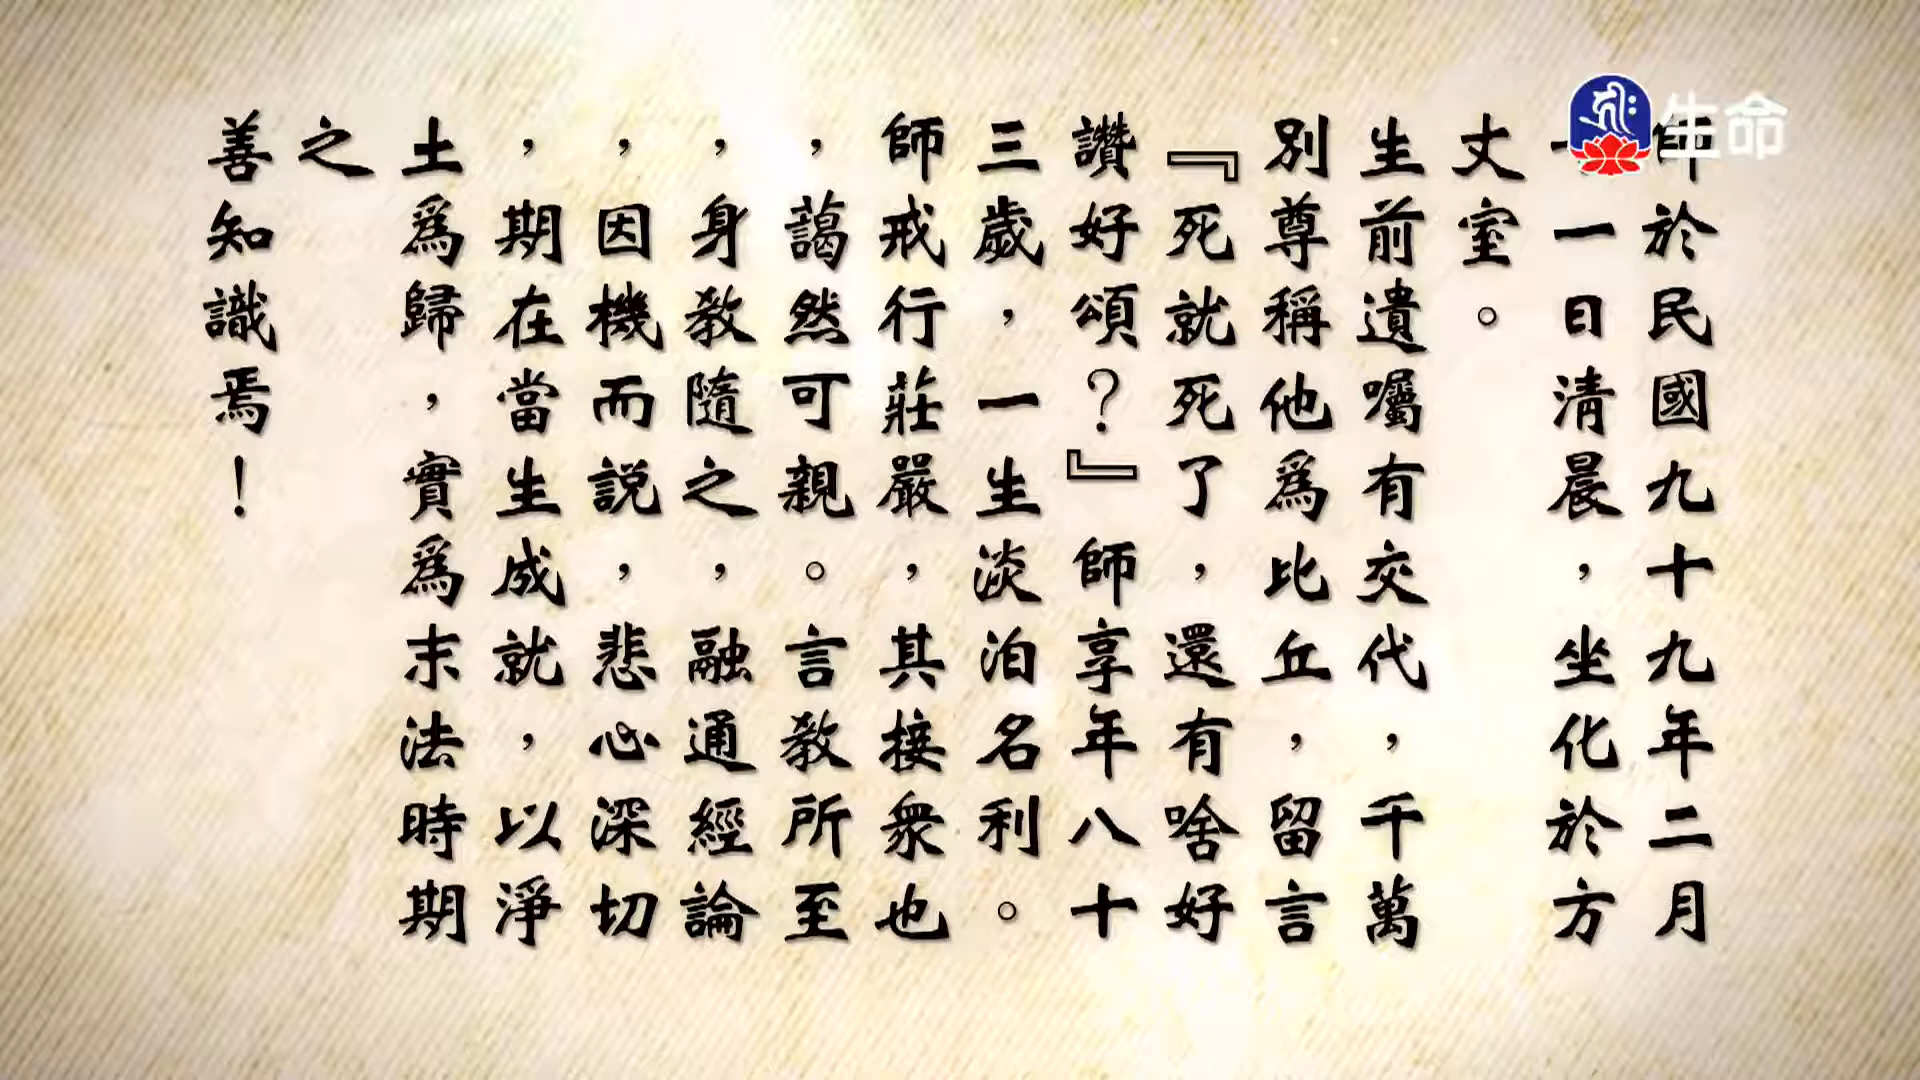 師於民國九十九年二月
一日清晨，坐化於方
丈室。
生前遺囑有交代，千萬
別尊稱他為比丘，留言
『死就死了，還有啥好
讚好頌？』師享年八十
三歲，一生淡泊名利。
師戒行莊嚴，其接眾也
，藹然可親。言教所至
，身教隨之，融通經論
，因機而說，悲心深切
，期在當生成就，以淨
土為歸，實為末法時期
之
善知識焉！
生命